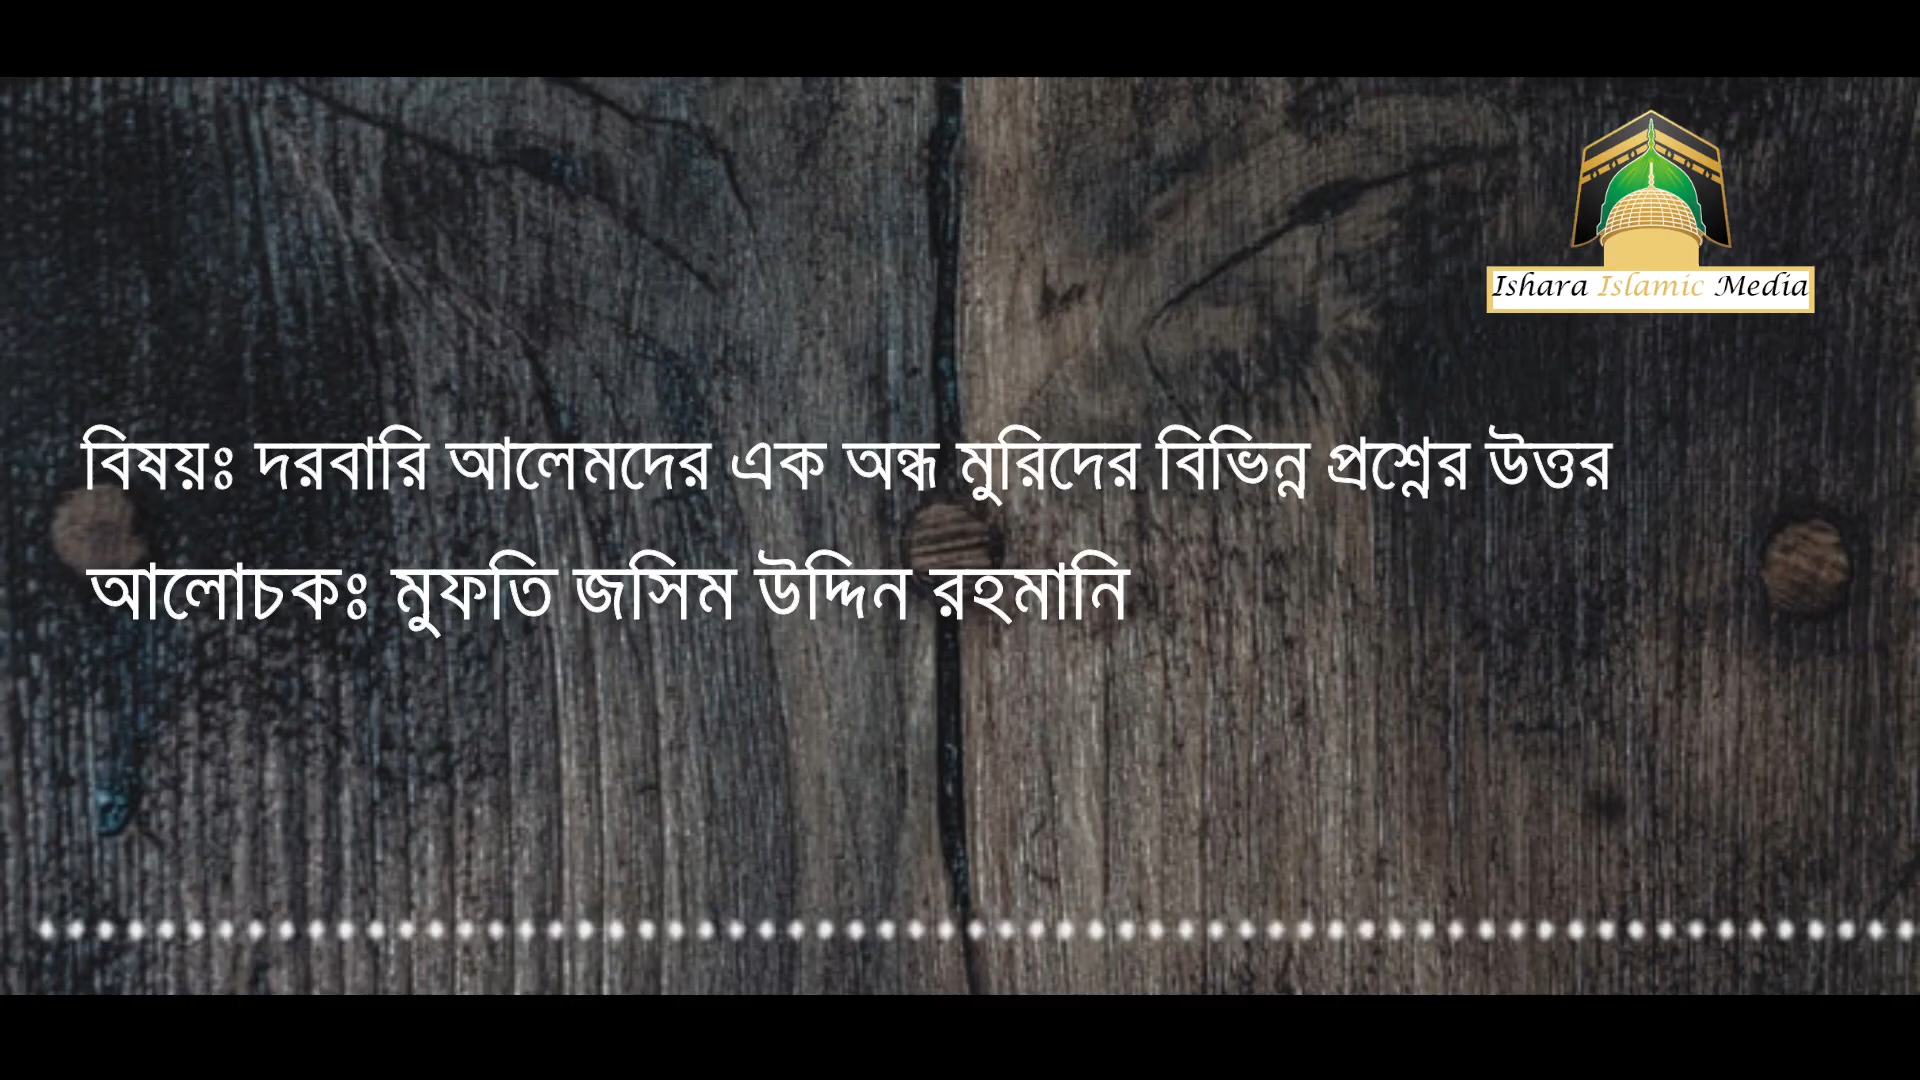 Ishara Islamic Media
বিষয়ঃ দরবারি আলেমদের এক অন্ধ মুরিদের বিভিন্ন প্রশ্নের উত্তর
আলোচকঃ মুফতি জসিম উদ্দিন রহমানি